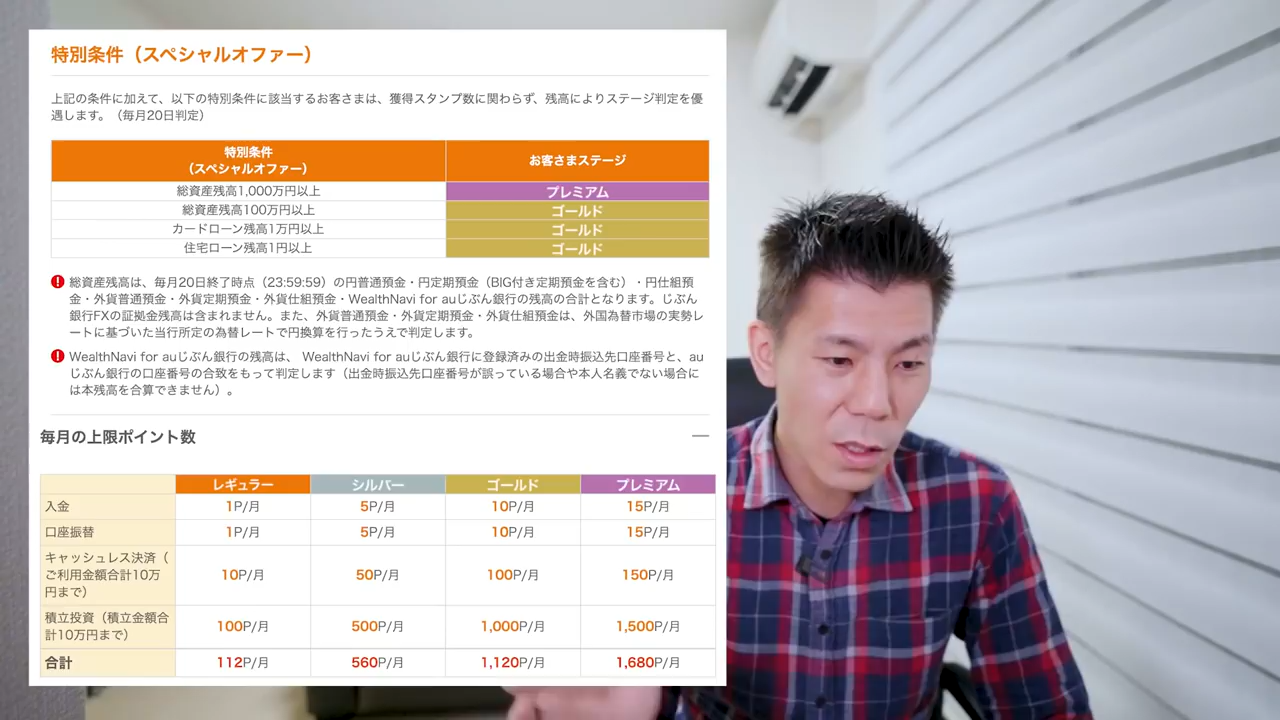 特別条件（スペシャルオファー）
上記の条件に加えて、以下の特別条件に該当するお客さまは、獲得スタンプ数に関わらず、残高によりステージ判定を優
遇します。（毎月20日判定）
特別条件
（スペシャルオファー）
お客さまステージ
総資産残高1,000万円以上 プレミアム
総資産残高100万円以上 ゴールド
カードローン残高1万円以上 ゴールド
住宅ローン残高1円以上 ゴールド
総資産残高は、毎月20日終了時点（23:59:59）の円普通預金・円定期預金（BIG付き定期預金を含む）・円仕組預
金・外貨普通預金・外貨定期預金・外貨仕組預金・WealthNavi for auじぶん銀行の残高の合計となります。じぶん
銀行FXの証拠金残高は含まれません。また、外貨普通預金・外貨定期預金・外貨仕組預金は、外国為替市場の実勢レ
ートに基づいた当行所定の為替レートで円換算を行ったうえで判定します。
WealthNavi for auじぶん銀行の残高は、 WealthNavi for auじぶん銀行に登録済みの出金時振込先口座番号と、au
じぶん銀行の口座番号の合致をもって判定します（出金時振込先口座番号が誤っている場合や本人名義でない場合に
は本残高を合算できません）。
毎月の上限ポイント数
レギュラー シルバー ゴールド プレミアム
入金 1P/月 5P/月 10P/月 15P/月
口座振替 1P/月 5P/月 10P/月 15P/月
キャッシュレス決済（
ご利用金額合計10万
円まで）
10P/月 50P/月 100P/月 150P/月
積立投資（積立金額合
計10万円まで）
100P/月 500P/月 1,000P/月 1,500P/月
合計 112P/月 560P/月 1,120P/月 1,680P/月